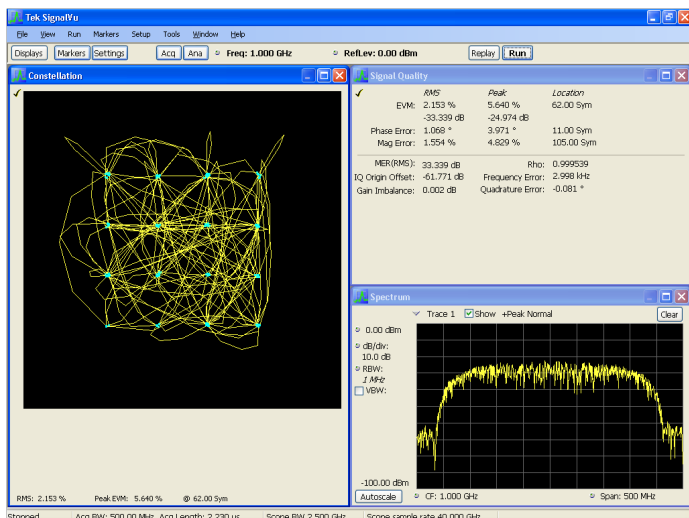 Tek SignalVu
File View Run Markers Setup Tools Window Help
Displays Markers Settings Acq Ana Freq: 1.000 GHz RefLev: 0.00 dBm Replay Run
Constellation
RMS: 2.153 % Peak EVM: 5.640 % @ 62.00 Sym
Signal Quality
RMS Peak Location
EVM: 2.153 % 5.640 % 62.00 Sym
-33.339 dB -24.974 dB
Phase Error: 1.068 ° 3.971 ° 11.00 Sym
Mag Error: 1.554 % 4.829 % 105.00 Sym
MER(RMS): 33.339 dB Rho: 0.999539
IQ Origin Offset: -61.771 dB Frequency Error: 2.998 kHz
Gain Imbalance: 0.002 dB Quadrature Error: -0.081 °
Spectrum
Trace 1 Show +Peak Normal Clear
0.00 dBm
dB/div:
10.0 dB
RBW:
1 MHz
VBW:
-100.00 dBm
Autoscale CF: 1.000 GHz Span: 500 MHz
Stopped Acq BW: 500.00 MHz, Acq Length: 2.230 us Scope BW 2.500 GHz Scope sample rate 40.000 GHz